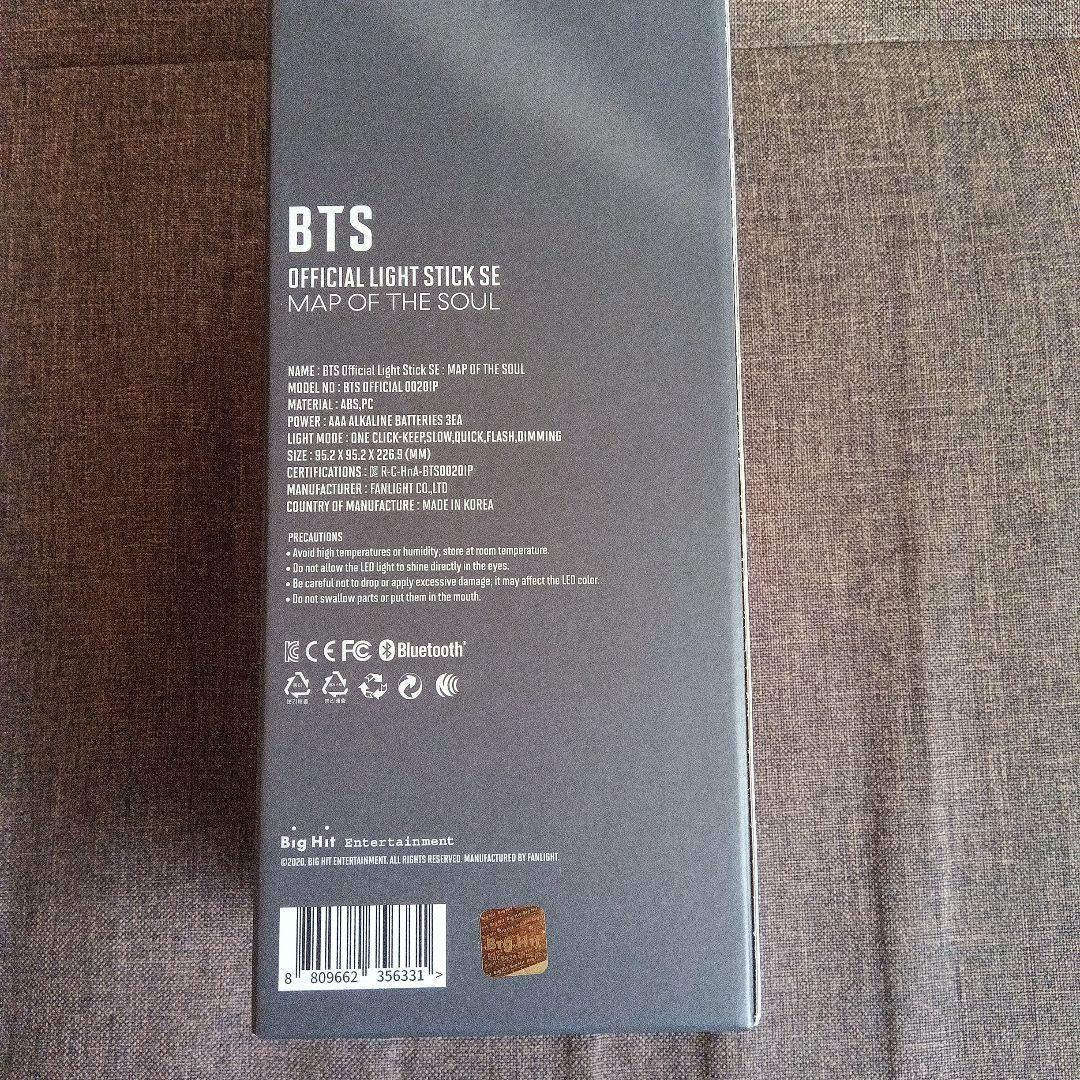 BTS
OFFICIAL LIGHT STICK SE
MAP OF THE SOUL
NAME : BTS Official Light Stick SE : MAP OF THE SOUL
MODEL NO : BTS OFFICIAL 00201P
MATERIAL : ABS,PC
POWER : AAA ALKALINE BATTERIES 3EA
LIGHT MODE : ONE CLICK-KEEP,SLOW,QUICK,FLASH,DIMMING
SIZE : 95.2 X 95.2 X 226.9 (MM)
CERTIFICATIONS : R-C-HnA-BTS00201P
MANUFACTURER : FANLIGHT CO.,LTD
COUNTRY OF MANUFACTURE : MADE IN KOREA
PRECAUTIONS
• Avoid high temperatures or humidity; store at room temperature.
• Do not allow the LED light to shine directly in the eyes.
• Be careful not to drop or apply excessive damage; it may affect the LED color.
• Do not swallow parts or put them in the mouth.
CE FC Bluetooth®
Big Hit Entertainment
©2020. BIG HIT ENTERTAINMENT. ALL RIGHTS RESERVED. MANUFACTURED BY FANLIGHT.
8 809662 356331 >
Big Hit
Entertainment